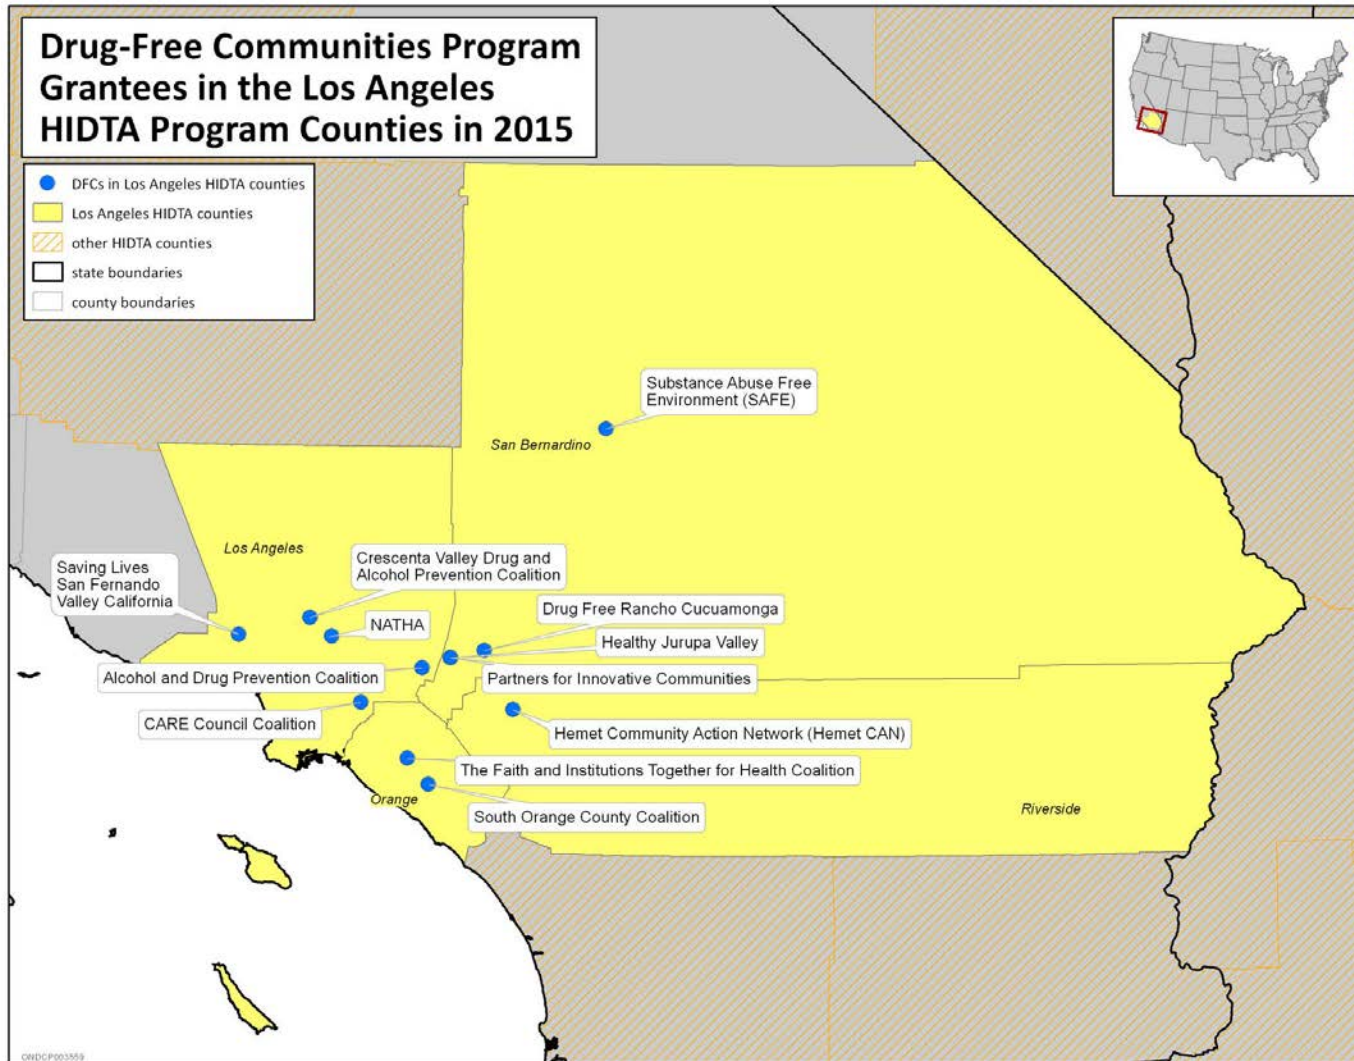 Drug-Free Communities Program
Grantees in the Los Angeles
HIDTA Program Counties in 2015
DFCs in Los Angeles HIDTA counties
Los Angeles HIDTA counties
other HIDTA counties
state boundaries
county boundaries
Substance Abuse Free
Environment (SAFE)
San Bernardino
Los Angeles
Crescenta Valley Drug and
Alcohol Prevention Coalition
Saving Lives
San Fernando
Valley California
NATHA
Drug Free Rancho Cucuamonga
Healthy Jurupa Valley
Alcohol and Drug Prevention Coalition
Partners for Innovative Communities
CARE Council Coalition
Hemet Community Action Network (Hemet CAN)
The Faith and Institutions Together for Health Coalition
Orange
South Orange County Coalition
Riverside
ONDCP003559